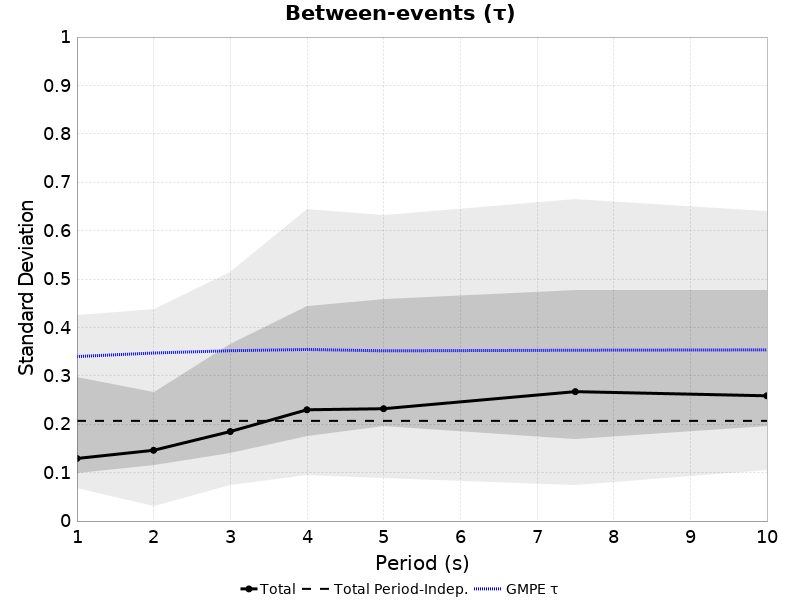 Between-events (τ)
1
0.9
0.8
0.7
0.6
0.5
0.4
0.3
0.2
0.1
0
Standard Deviation
1 2 3 4 5 6 7 8 9 10
Period (s)
Total Total Period-Indep. GMPE τ